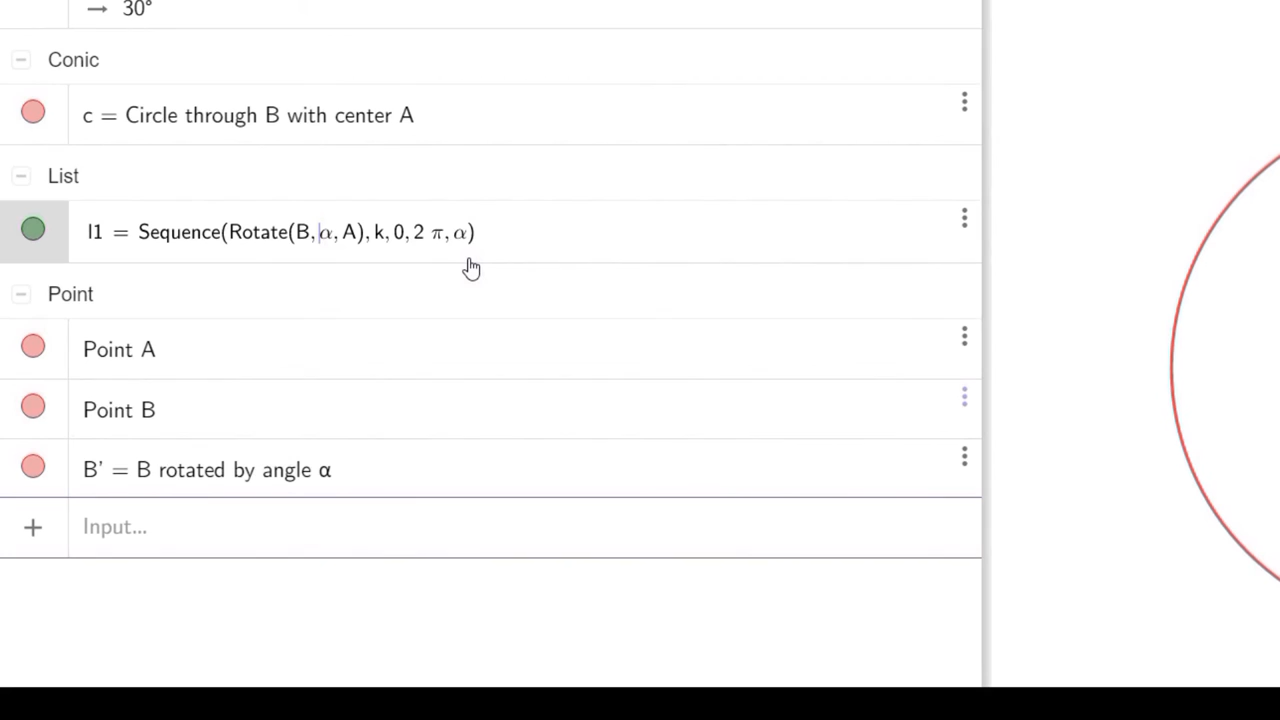 → 30°
Conic
c = Circle through B with center A
List
l1 = Sequence(Rotate(B, α, A), k, 0, 2 π, α)
Point
Point A
Point B
B' = B rotated by angle α
+ Input...